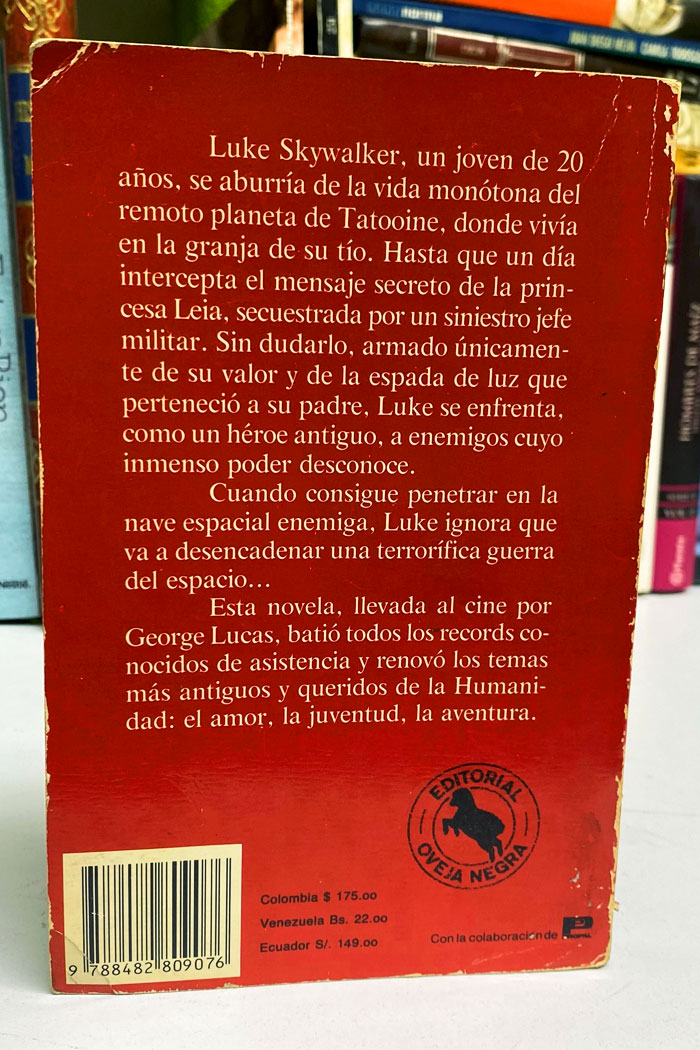 Luke Skywalker, un joven de 20
años, se aburría de la vida monótona del
remoto planeta de Tatooine, donde vivía
en la granja de su tío. Hasta que un día
intercepta el mensaje secreto de la prin-
cesa Leia, secuestrada por un siniestro jefe
militar. Sin dudarlo, armado únicamen-
te de su valor y de la espada de luz que
perteneció a su padre, Luke se enfrenta,
como un héroe antiguo, a enemigos cuyo
inmenso poder desconoce.
Cuando consigue penetrar en la
nave espacial enemiga, Luke ignora que
va a desencadenar una terrorífica guerra
del espacio...
Esta novela, llevada al cine por
George Lucas, batió todos los records co-
nocidos de asistencia y renovó los temas
más antiguos y queridos de la Humani-
dad: el amor, la juventud, la aventura.
EDITORIAL
OVEJA NEGRA
Colombia $ 175.00
Venezuela Bs. 22.00
Ecuador S/. 149.00
Con la colaboración de
9 788482 809076